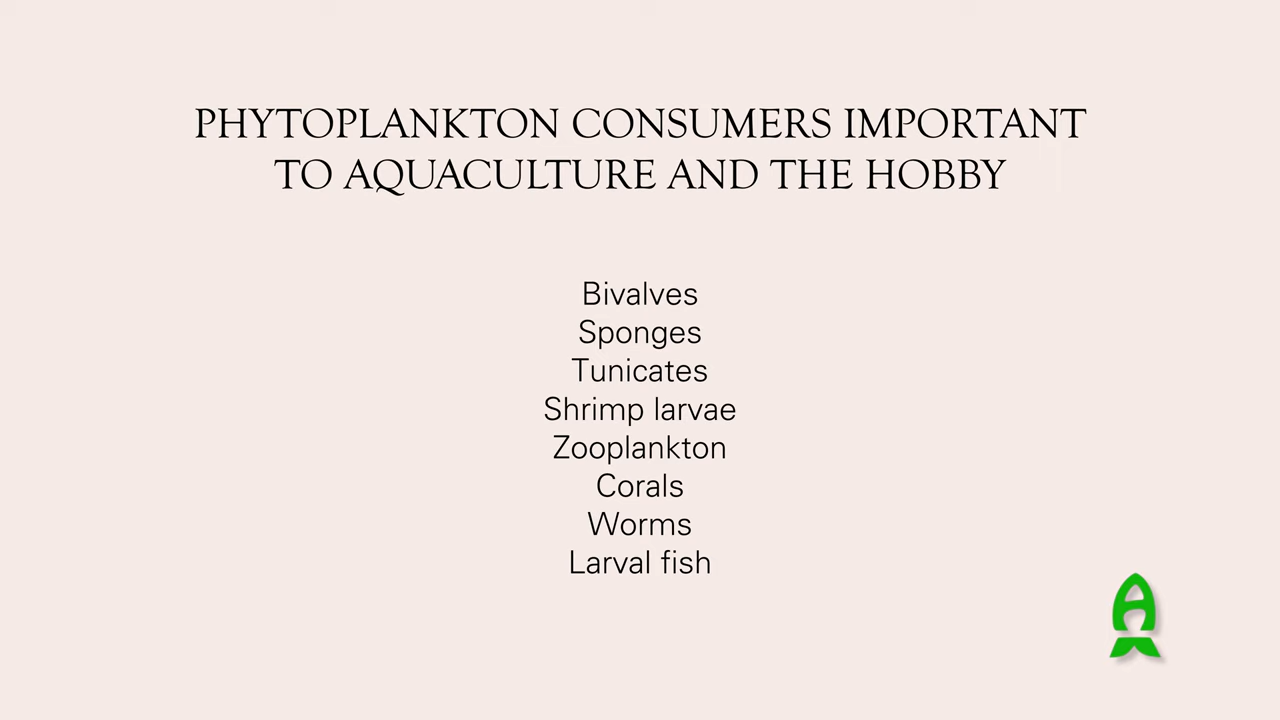 PHYTOPLANKTON CONSUMERS IMPORTANT
TO AQUACULTURE AND THE HOBBY
Bivalves
Sponges
Tunicates
Shrimp larvae
Zooplankton
Corals
Worms
Larval fish